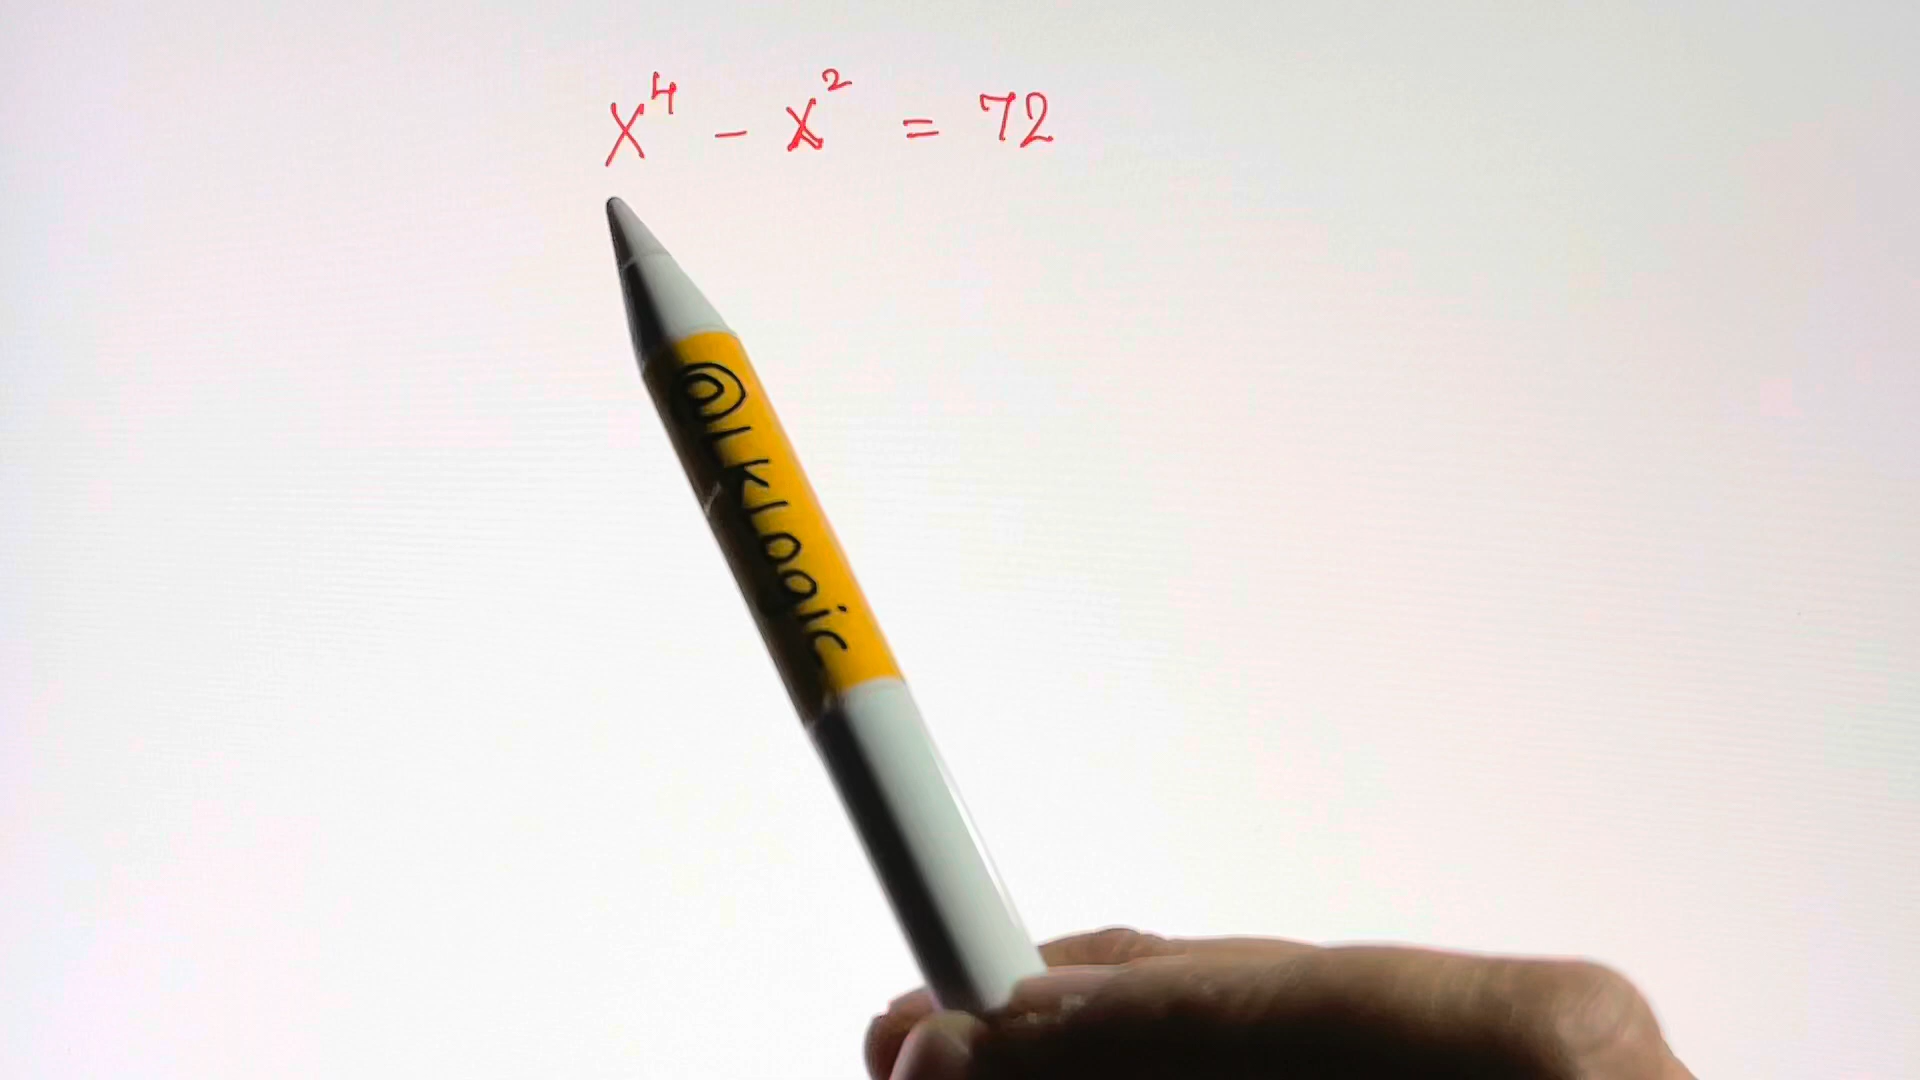 x⁴ - x² = 72
@LKLogic